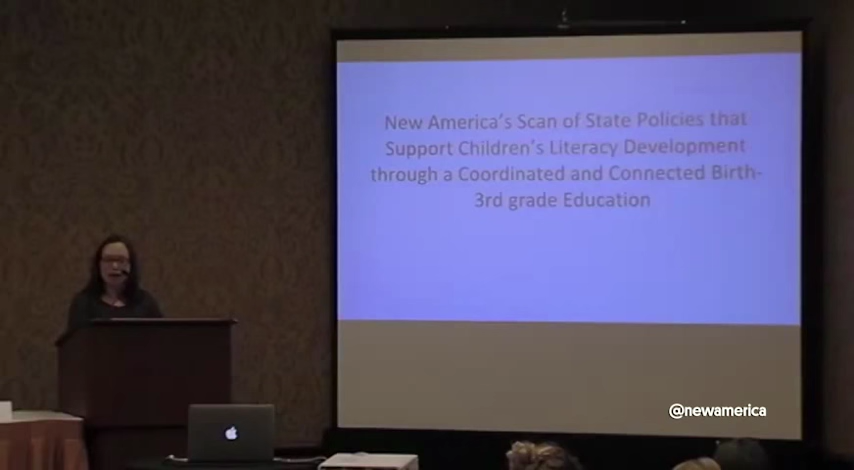 New America's Scan of State Policies that
Support Children's Literacy Development
through a Coordinated and Connected Birth-
3rd grade Education
@newamerica